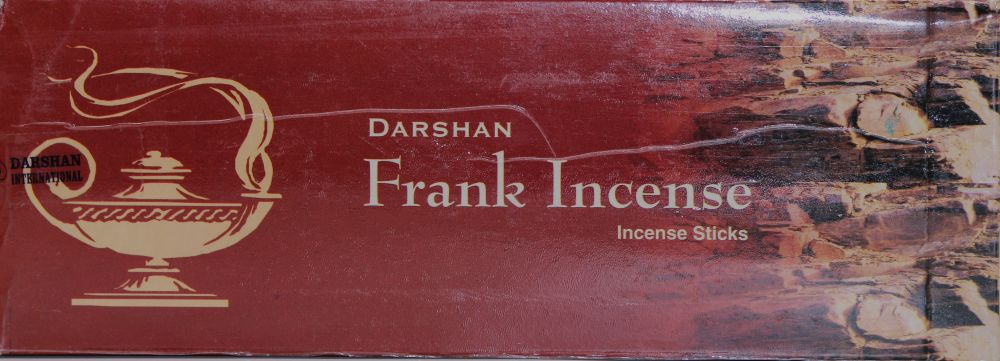 DARSHAN
INTERNATIONAL
DARSHAN
Frank Incense
Incense Sticks